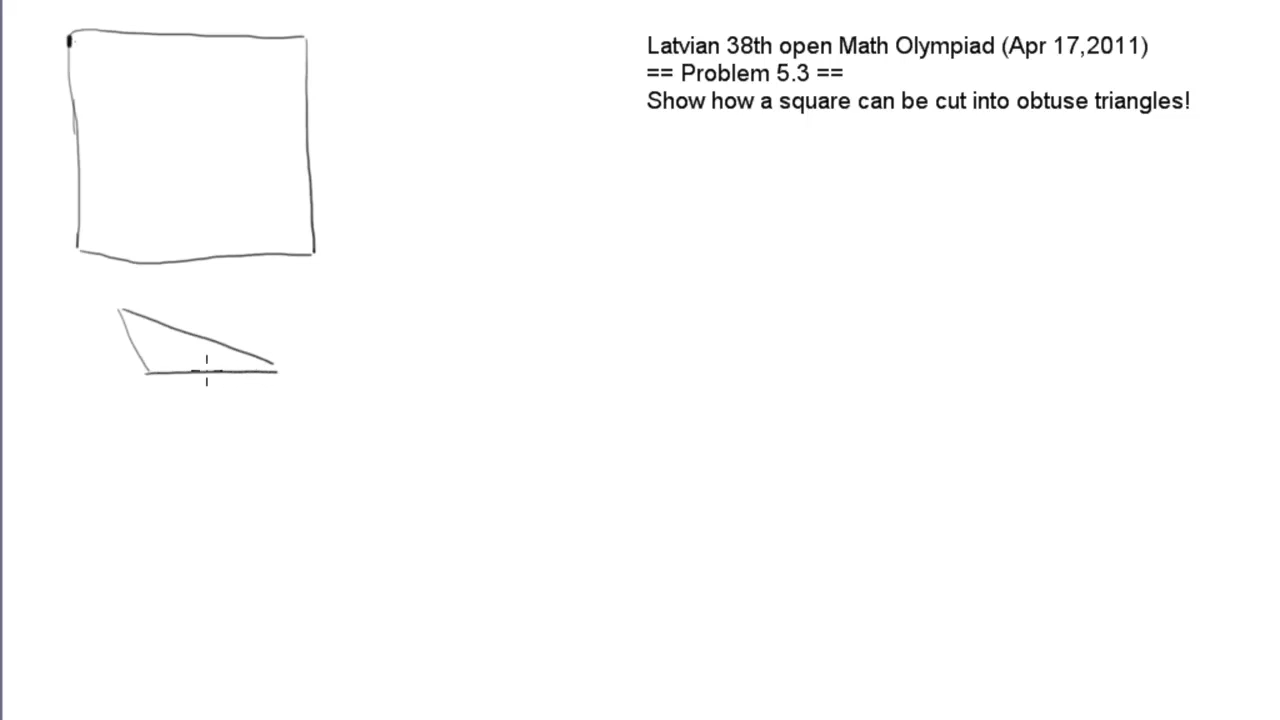 Latvian 38th open Math Olympiad (Apr 17,2011)
== Problem 5.3 ==
Show how a square can be cut into obtuse triangles!